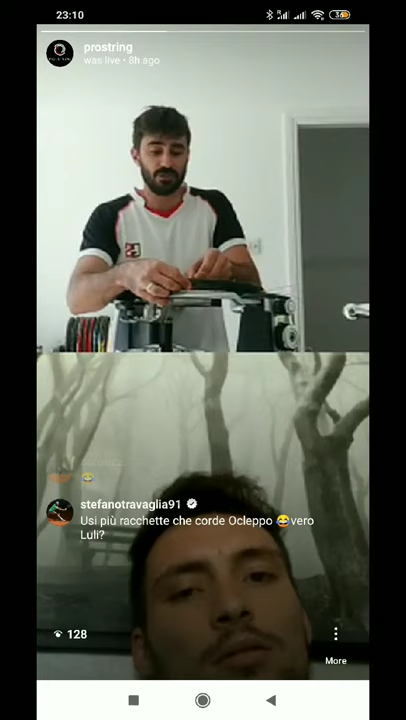 23:10
prostring
was live • 8h ago
stefanotravaglia91
Usi più racchette che corde Ocleppo 😂vero
Luli?
128
More